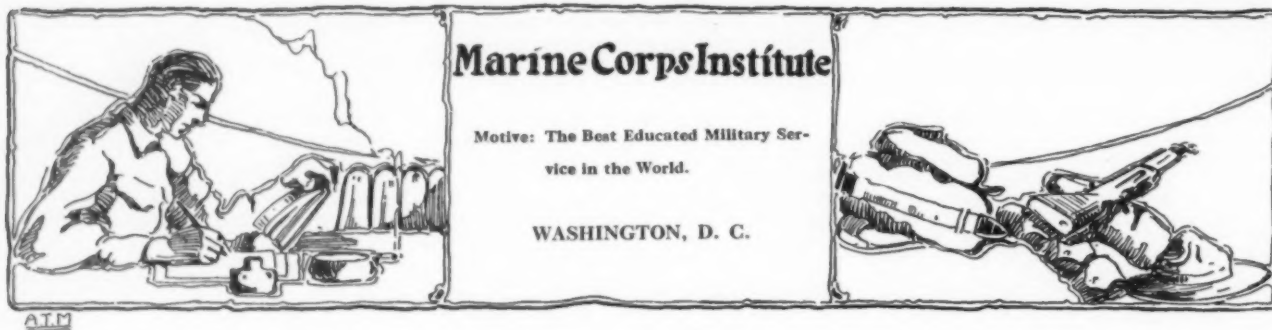 Marine Corps Institute
Motive: The Best Educated Military Ser-
vice in the World.
WASHINGTON, D. C.
A.T.M